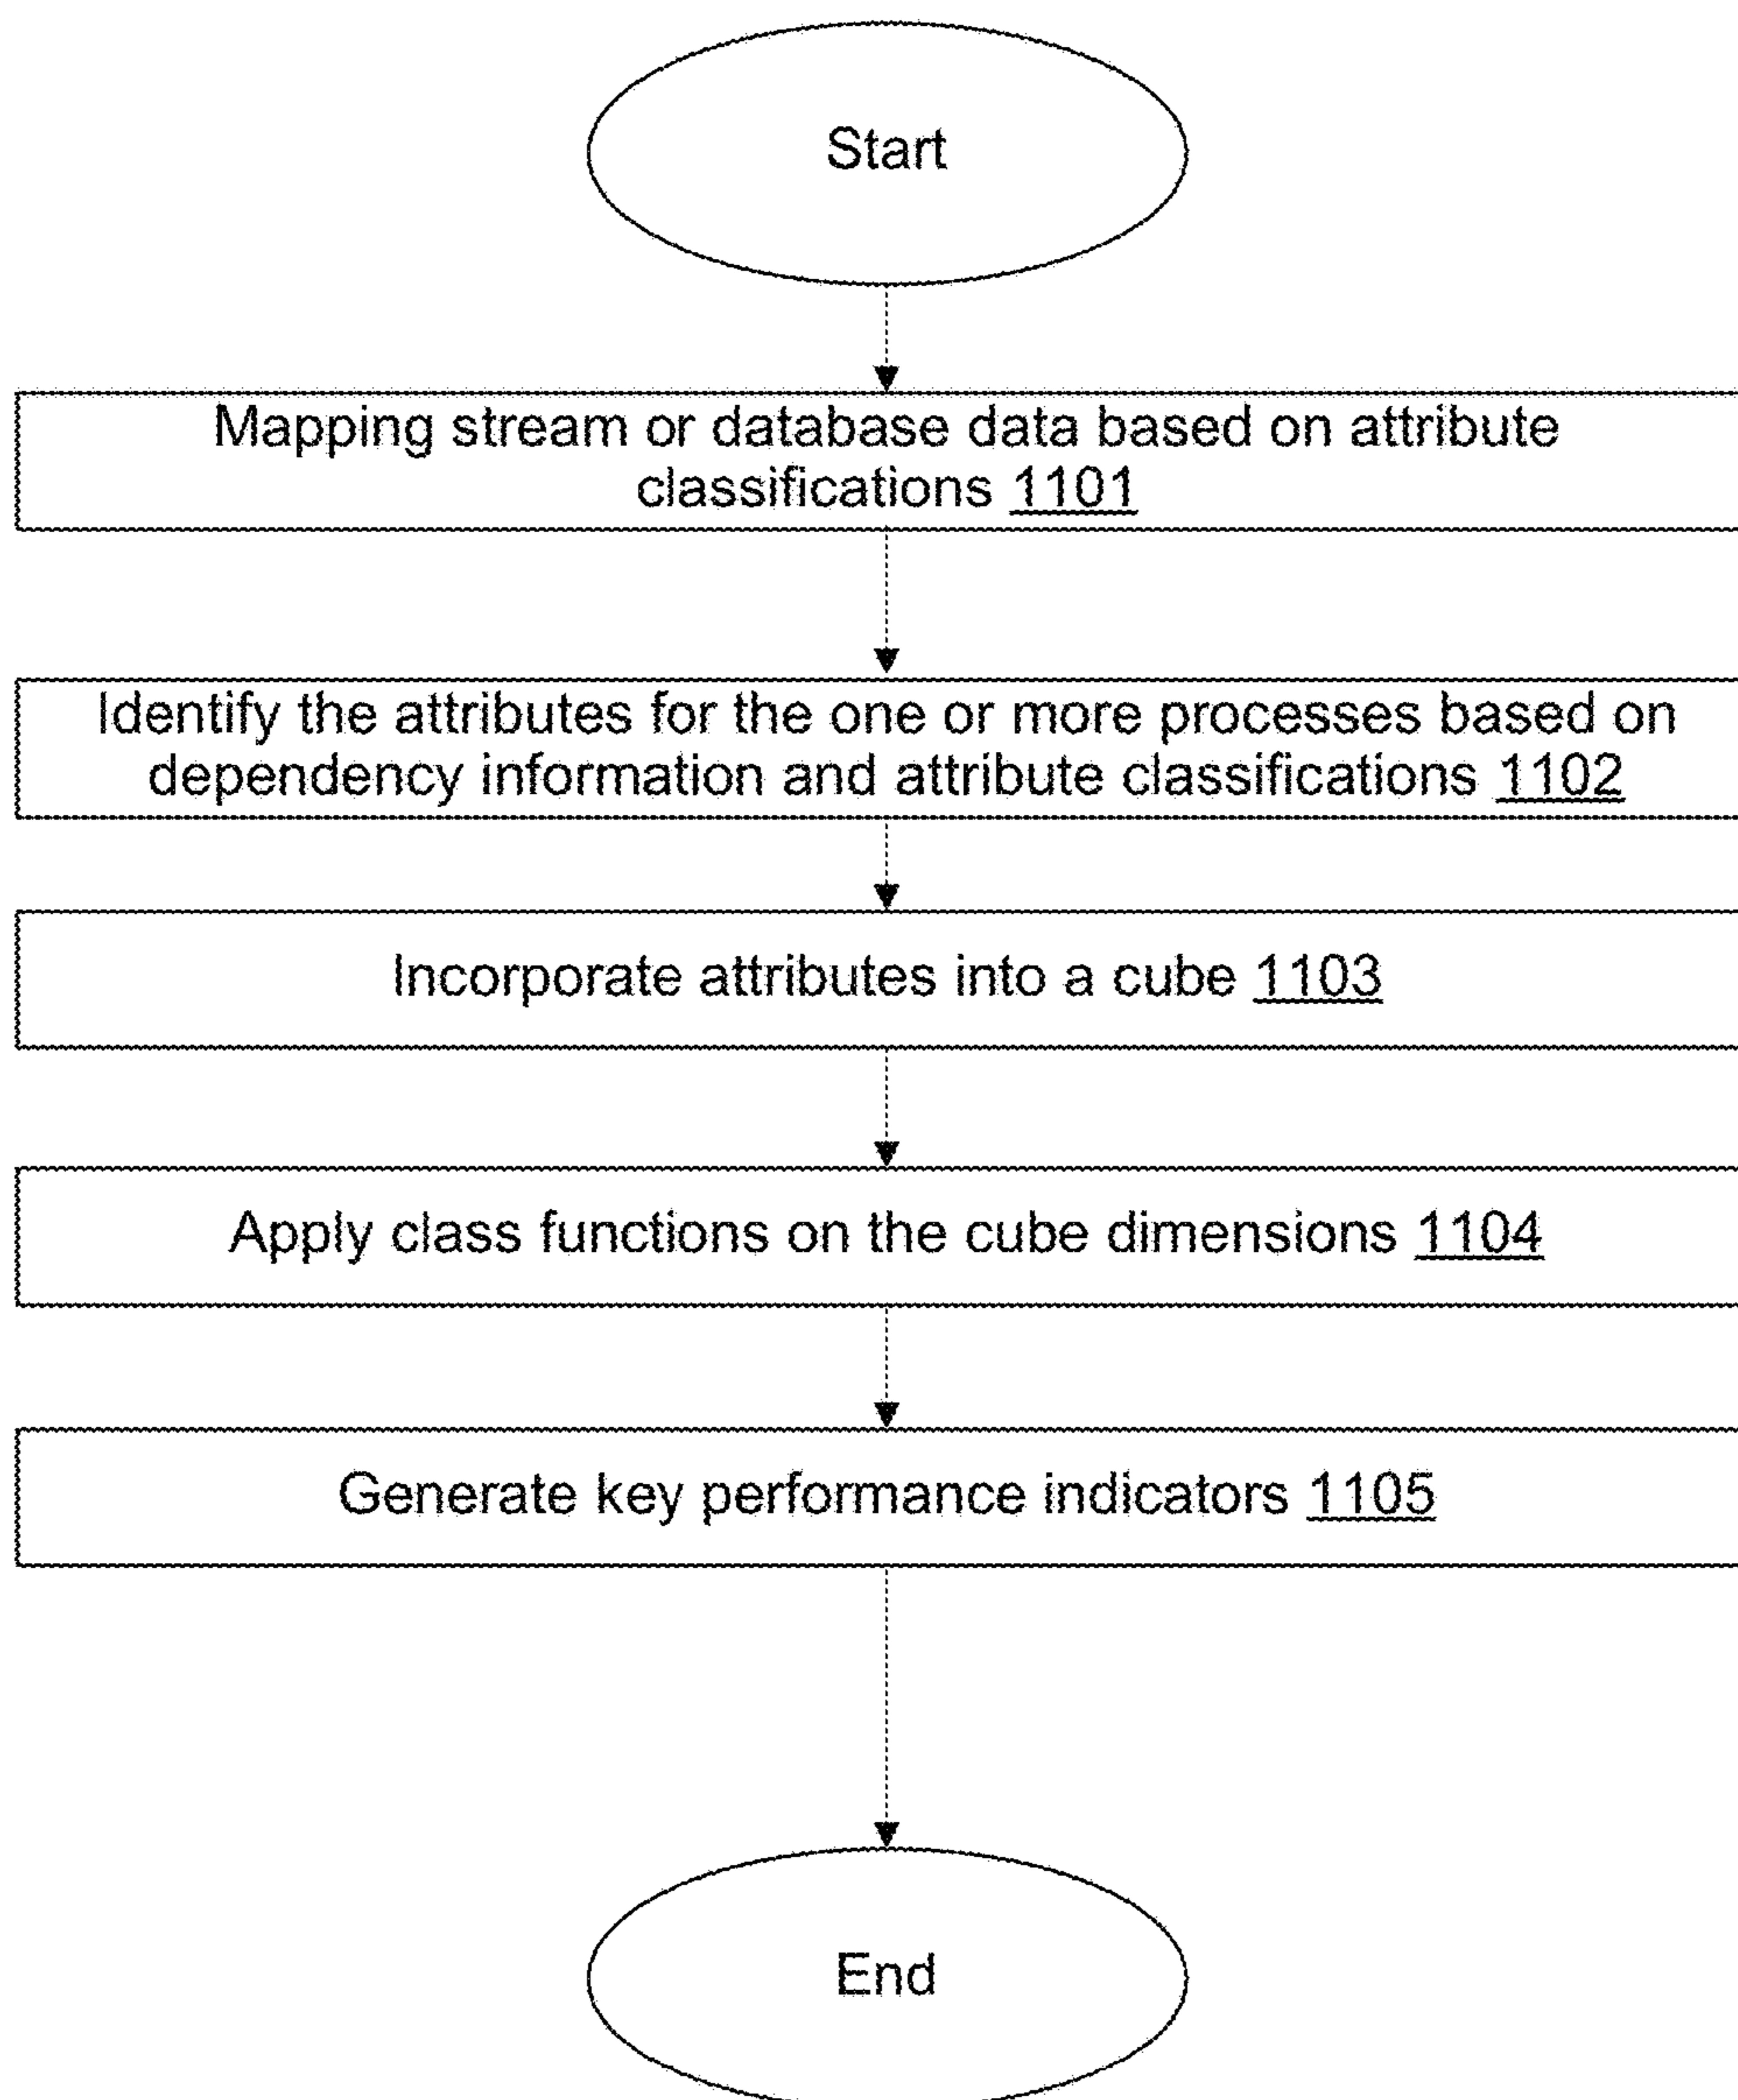 Start
Mapping stream or database data based on attribute
classifications 1101
Identify the attributes for the one or more processes based on
dependency information and attribute classifications 1102
Incorporate attributes into a cube 1103
Apply class functions on the cube dimensions 1104
Generate key performance indicators 1105
End